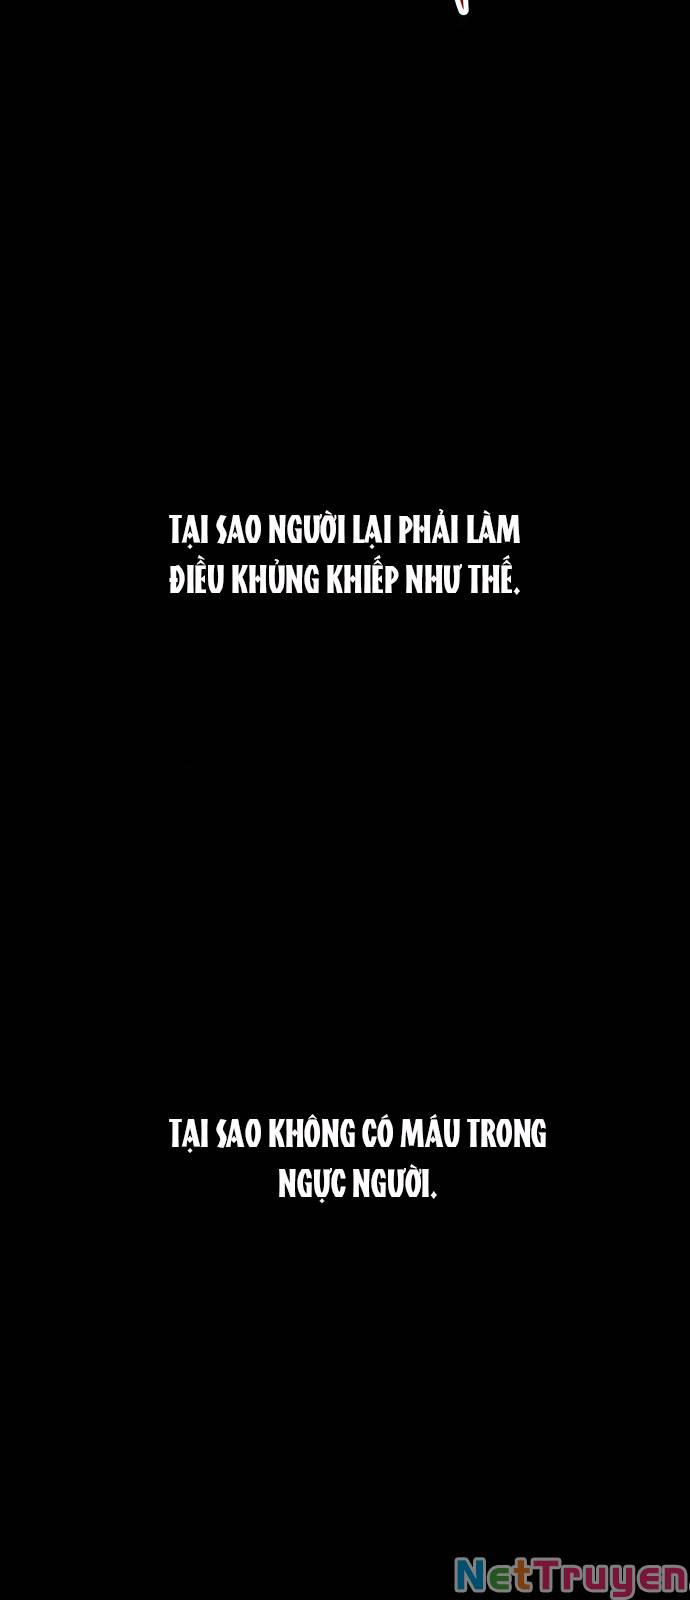 TẠI SAO NGƯỜI LẠI PHẢI LÀM
ĐIỀU KHỦNG KHIẾP NHƯ THẾ.
TẠI SAO KHÔNG CÓ MÁU TRONG
NGỰC NGƯỜI.
NetTruyen